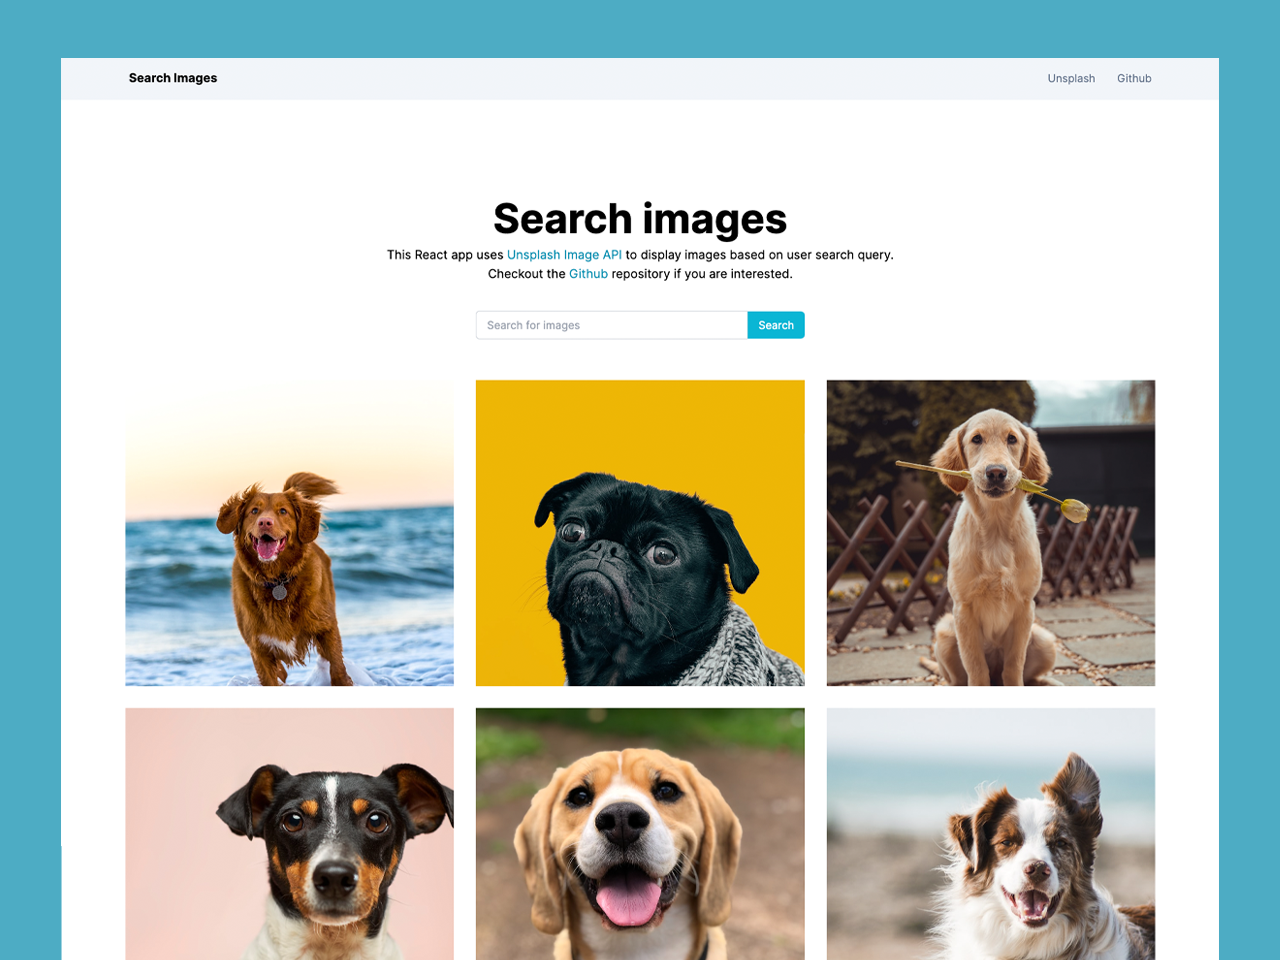 Search Images
Unsplash
Github
Search images
This React app uses Unsplash Image API to display images based on user search query.
Checkout the Github repository if you are interested.
Search for images
Search